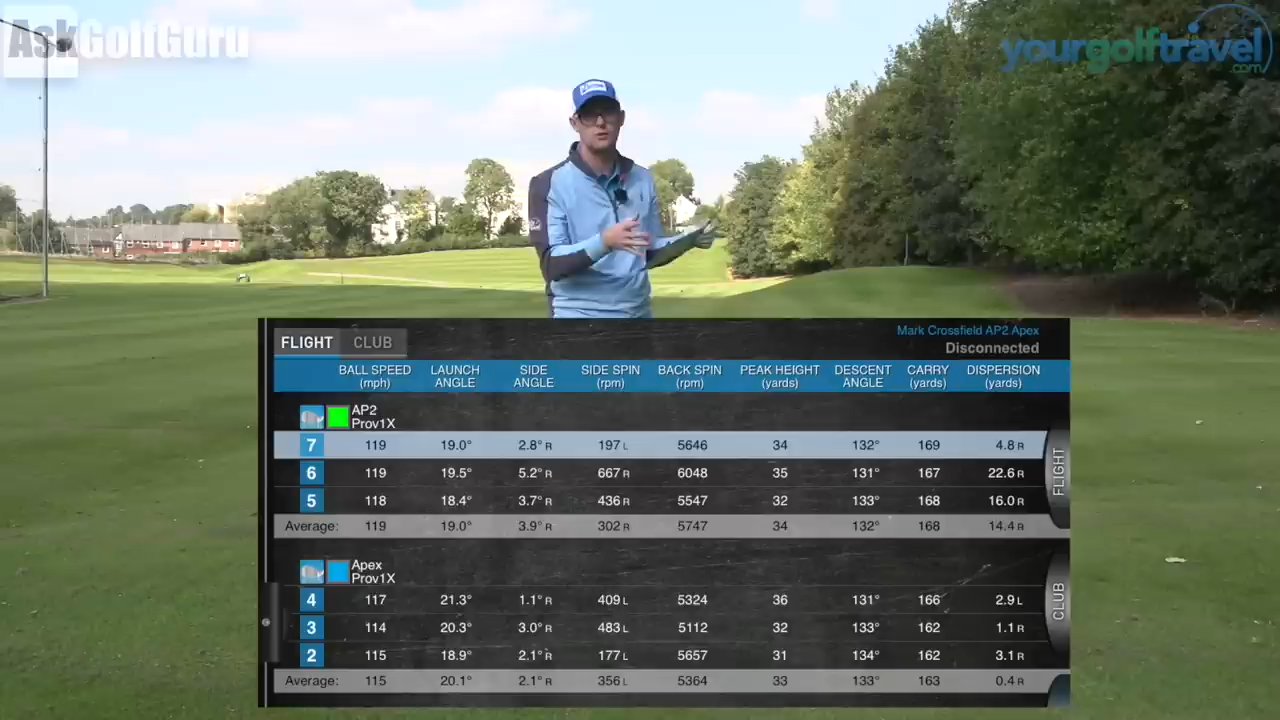 AskGolfGuru
yourgolftravel
.com
Mark Crossfield AP2 Apex
FLIGHT CLUB
Disconnected
BALL SPEED (mph) LAUNCH ANGLE SIDE ANGLE SIDE SPIN (rpm) BACK SPIN (rpm) PEAK HEIGHT (yards) DESCENT ANGLE CARRY (yards) DISPERSION (yards)
AP2
Prov1X
7 119 19.0° 2.8° R 197 L 5646 34 132° 169 4.8 R
6 119 19.5° 5.2° R 667 R 6048 35 131° 167 22.6 R
5 118 18.4° 3.7° R 436 R 5547 32 133° 168 16.0 R
Average: 119 19.0° 3.9° R 302 R 5747 34 132° 168 14.4 R
FLIGHT
Apex
Prov1X
4 117 21.3° 1.1° R 409 L 5324 36 131° 166 2.9 L
3 114 20.3° 3.0° R 483 L 5112 32 133° 162 1.1 R
2 115 18.9° 2.1° R 177 L 5657 31 134° 162 3.1 R
Average: 115 20.1° 2.1° R 356 L 5364 33 133° 163 0.4 R
CLUB